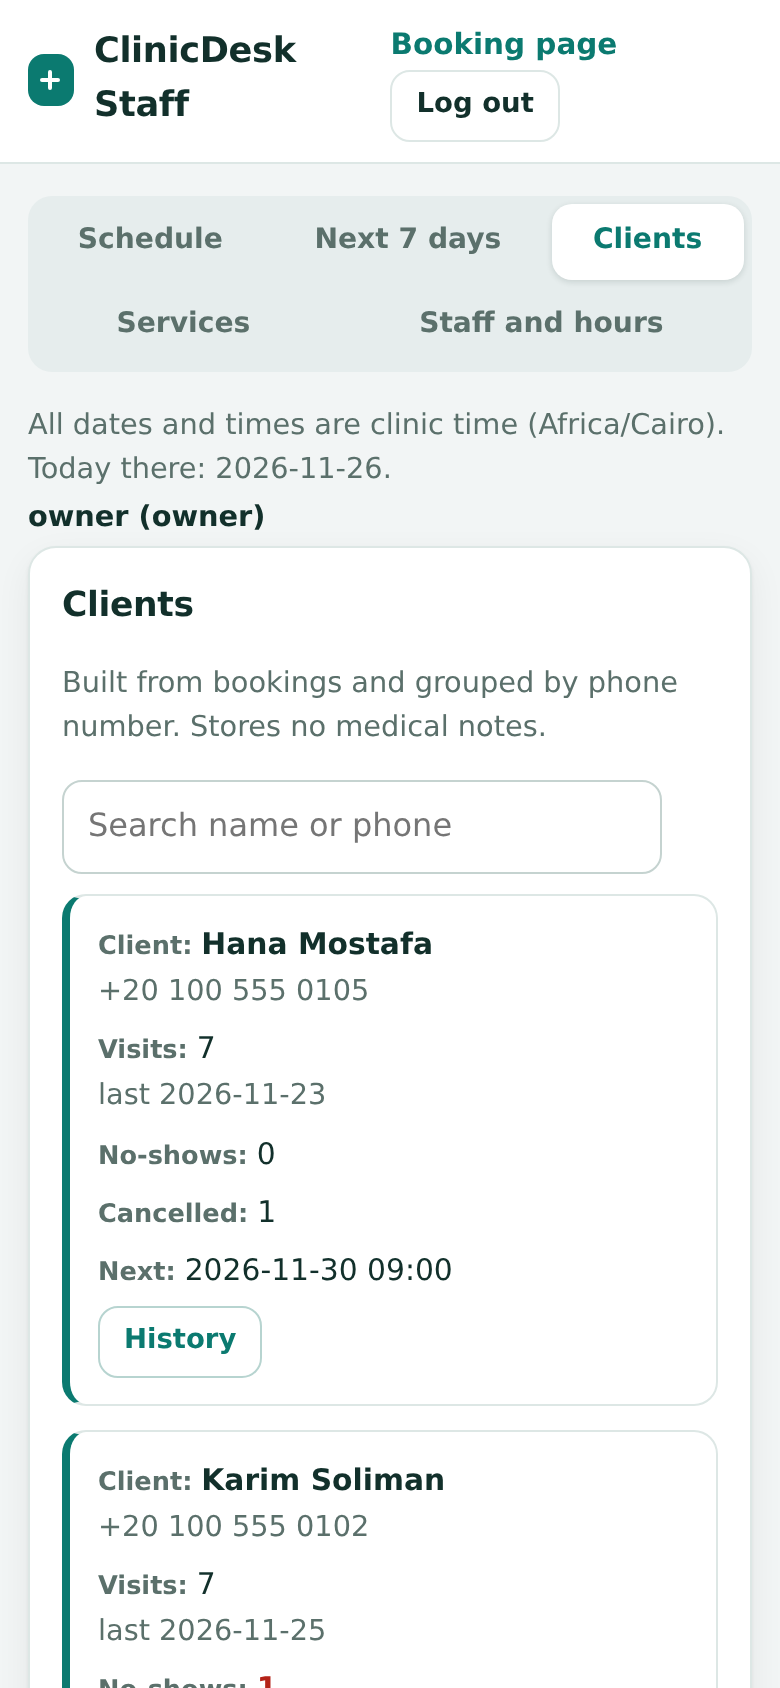 ClinicDesk
Staff
Booking page
Log out
Schedule
Next 7 days
Clients
Services
Staff and hours
All dates and times are clinic time (Africa/Cairo).
Today there: 2026-11-26.
owner (owner)
Clients
Built from bookings and grouped by phone
number. Stores no medical notes.
Search name or phone
Client: Hana Mostafa
+20 100 555 0105
Visits: 7
last 2026-11-23
No-shows: 0
Cancelled: 1
Next: 2026-11-30 09:00
History
Client: Karim Soliman
+20 100 555 0102
Visits: 7
last 2026-11-25
No-shows: 1